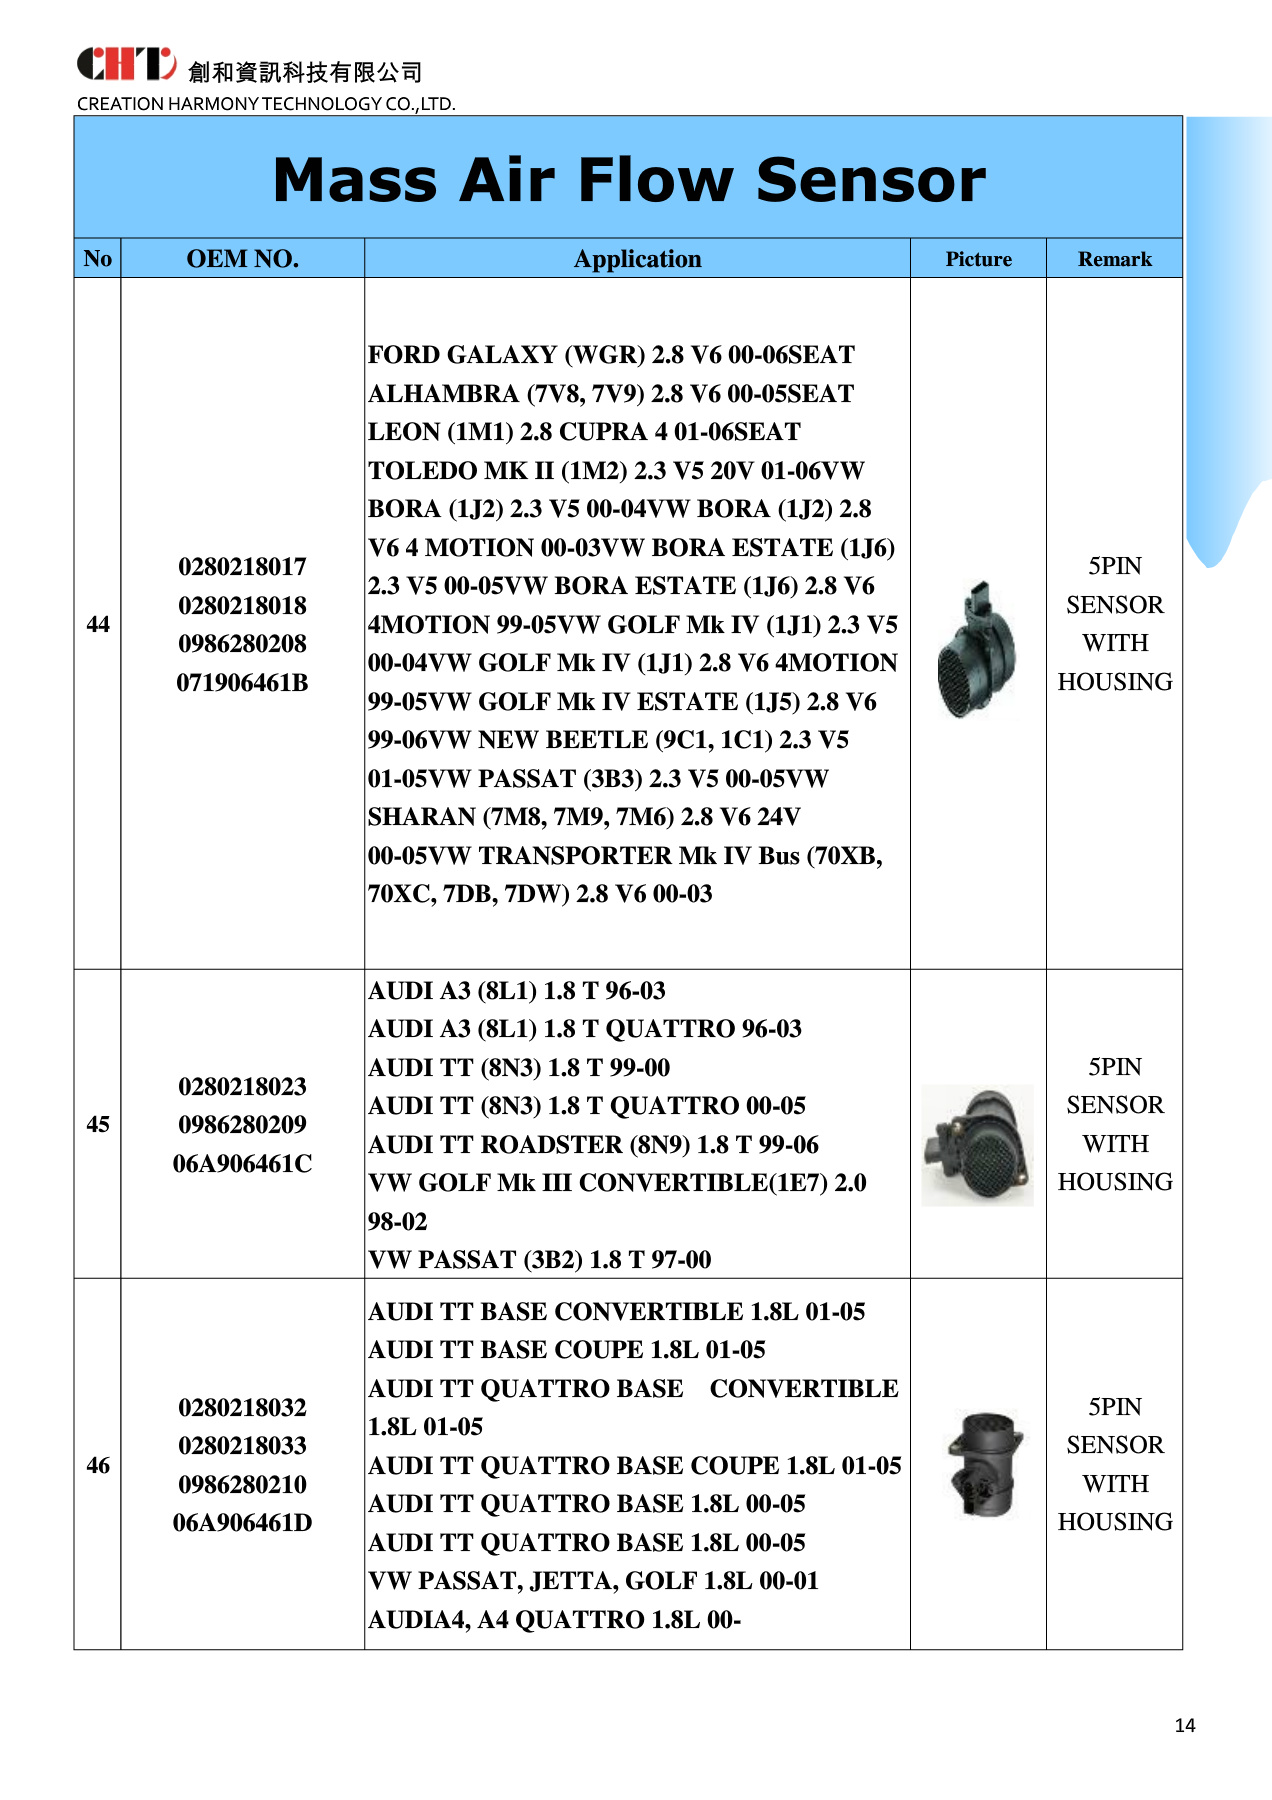 CHT 創和資訊科技有限公司
CREATION HARMONY TECHNOLOGY CO.,LTD.
Mass Air Flow Sensor
No OEM NO. Application Picture Remark
44
0280218017
0280218018
0986280208
071906461B
FORD GALAXY (WGR) 2.8 V6 00-06SEAT
ALHAMBRA (7V8, 7V9) 2.8 V6 00-05SEAT
LEON (1M1) 2.8 CUPRA 4 01-06SEAT
TOLEDO MK II (1M2) 2.3 V5 20V 01-06VW
BORA (1J2) 2.3 V5 00-04VW BORA (1J2) 2.8
V6 4 MOTION 00-03VW BORA ESTATE (1J6)
2.3 V5 00-05VW BORA ESTATE (1J6) 2.8 V6
4MOTION 99-05VW GOLF Mk IV (1J1) 2.3 V5
00-04VW GOLF Mk IV (1J1) 2.8 V6 4MOTION
99-05VW GOLF Mk IV ESTATE (1J5) 2.8 V6
99-06VW NEW BEETLE (9C1, 1C1) 2.3 V5
01-05VW PASSAT (3B3) 2.3 V5 00-05VW
SHARAN (7M8, 7M9, 7M6) 2.8 V6 24V
00-05VW TRANSPORTER Mk IV Bus (70XB,
70XC, 7DB, 7DW) 2.8 V6 00-03
5PIN
SENSOR
WITH
HOUSING
45
0280218023
0986280209
06A906461C
AUDI A3 (8L1) 1.8 T 96-03
AUDI A3 (8L1) 1.8 T QUATTRO 96-03
AUDI TT (8N3) 1.8 T 99-00
AUDI TT (8N3) 1.8 T QUATTRO 00-05
AUDI TT ROADSTER (8N9) 1.8 T 99-06
VW GOLF Mk III CONVERTIBLE(1E7) 2.0
98-02
VW PASSAT (3B2) 1.8 T 97-00
5PIN
SENSOR
WITH
HOUSING
46
0280218032
0280218033
0986280210
06A906461D
AUDI TT BASE CONVERTIBLE 1.8L 01-05
AUDI TT BASE COUPE 1.8L 01-05
AUDI TT QUATTRO BASE CONVERTIBLE
1.8L 01-05
AUDI TT QUATTRO BASE COUPE 1.8L 01-05
AUDI TT QUATTRO BASE 1.8L 00-05
AUDI TT QUATTRO BASE 1.8L 00-05
VW PASSAT, JETTA, GOLF 1.8L 00-01
AUDIA4, A4 QUATTRO 1.8L 00-
5PIN
SENSOR
WITH
HOUSING
14